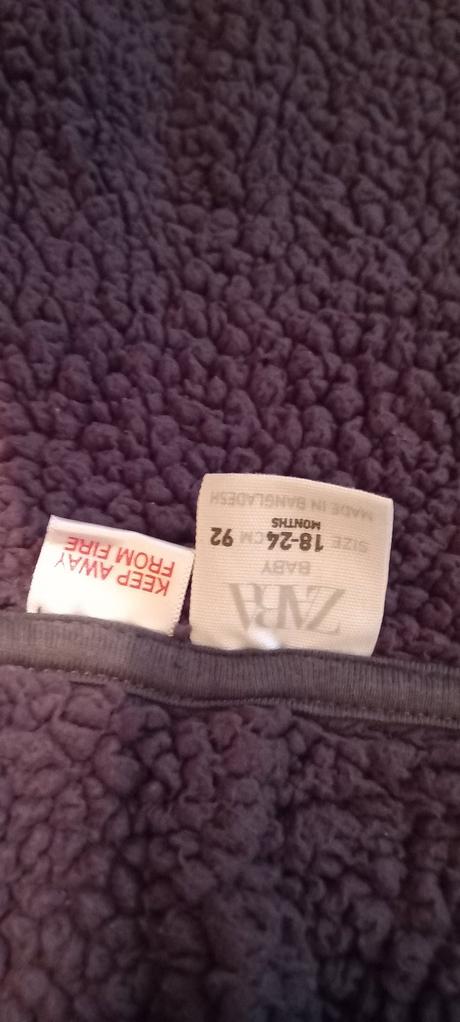 ZARA
BABY
SIZE 18-24 CM 92
MONTHS
MADE IN BANGLADESH
KEEP AWAY
FROM FIRE